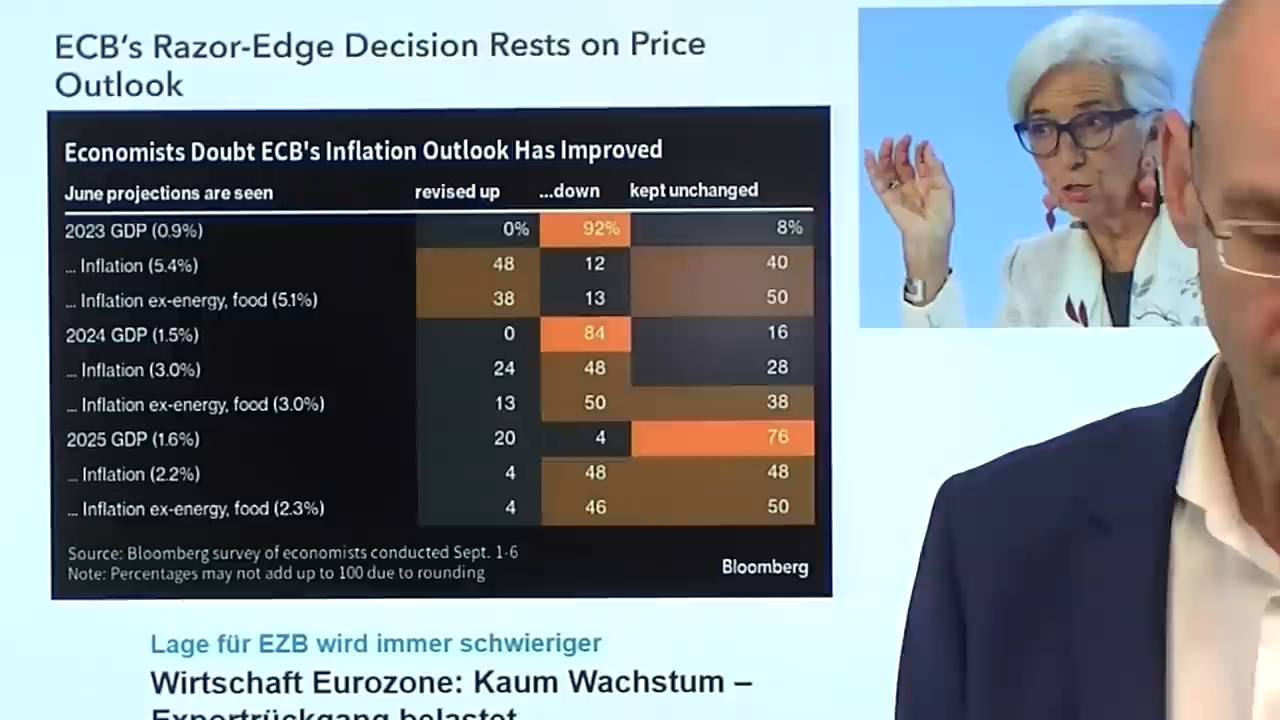 ECB's Razor-Edge Decision Rests on Price
Outlook
Economists Doubt ECB's Inflation Outlook Has Improved
June projections are seen revised up ...down kept unchanged
2023 GDP (0.9%) 0% 92% 8%
... Inflation (5.4%) 48 12 40
... Inflation ex-energy, food (5.1%) 38 13 50
2024 GDP (1.5%) 0 84 16
... Inflation (3.0%) 24 48 28
... Inflation ex-energy, food (3.0%) 13 50 38
2025 GDP (1.6%) 20 4 76
... Inflation (2.2%) 4 48 48
... Inflation ex-energy, food (2.3%) 4 46 50
Source: Bloomberg survey of economists conducted Sept. 1-6
Note: Percentages may not add up to 100 due to rounding
Bloomberg
Lage für EZB wird immer schwieriger
Wirtschaft Eurozone: Kaum Wachstum –
Exportrückgang belastet